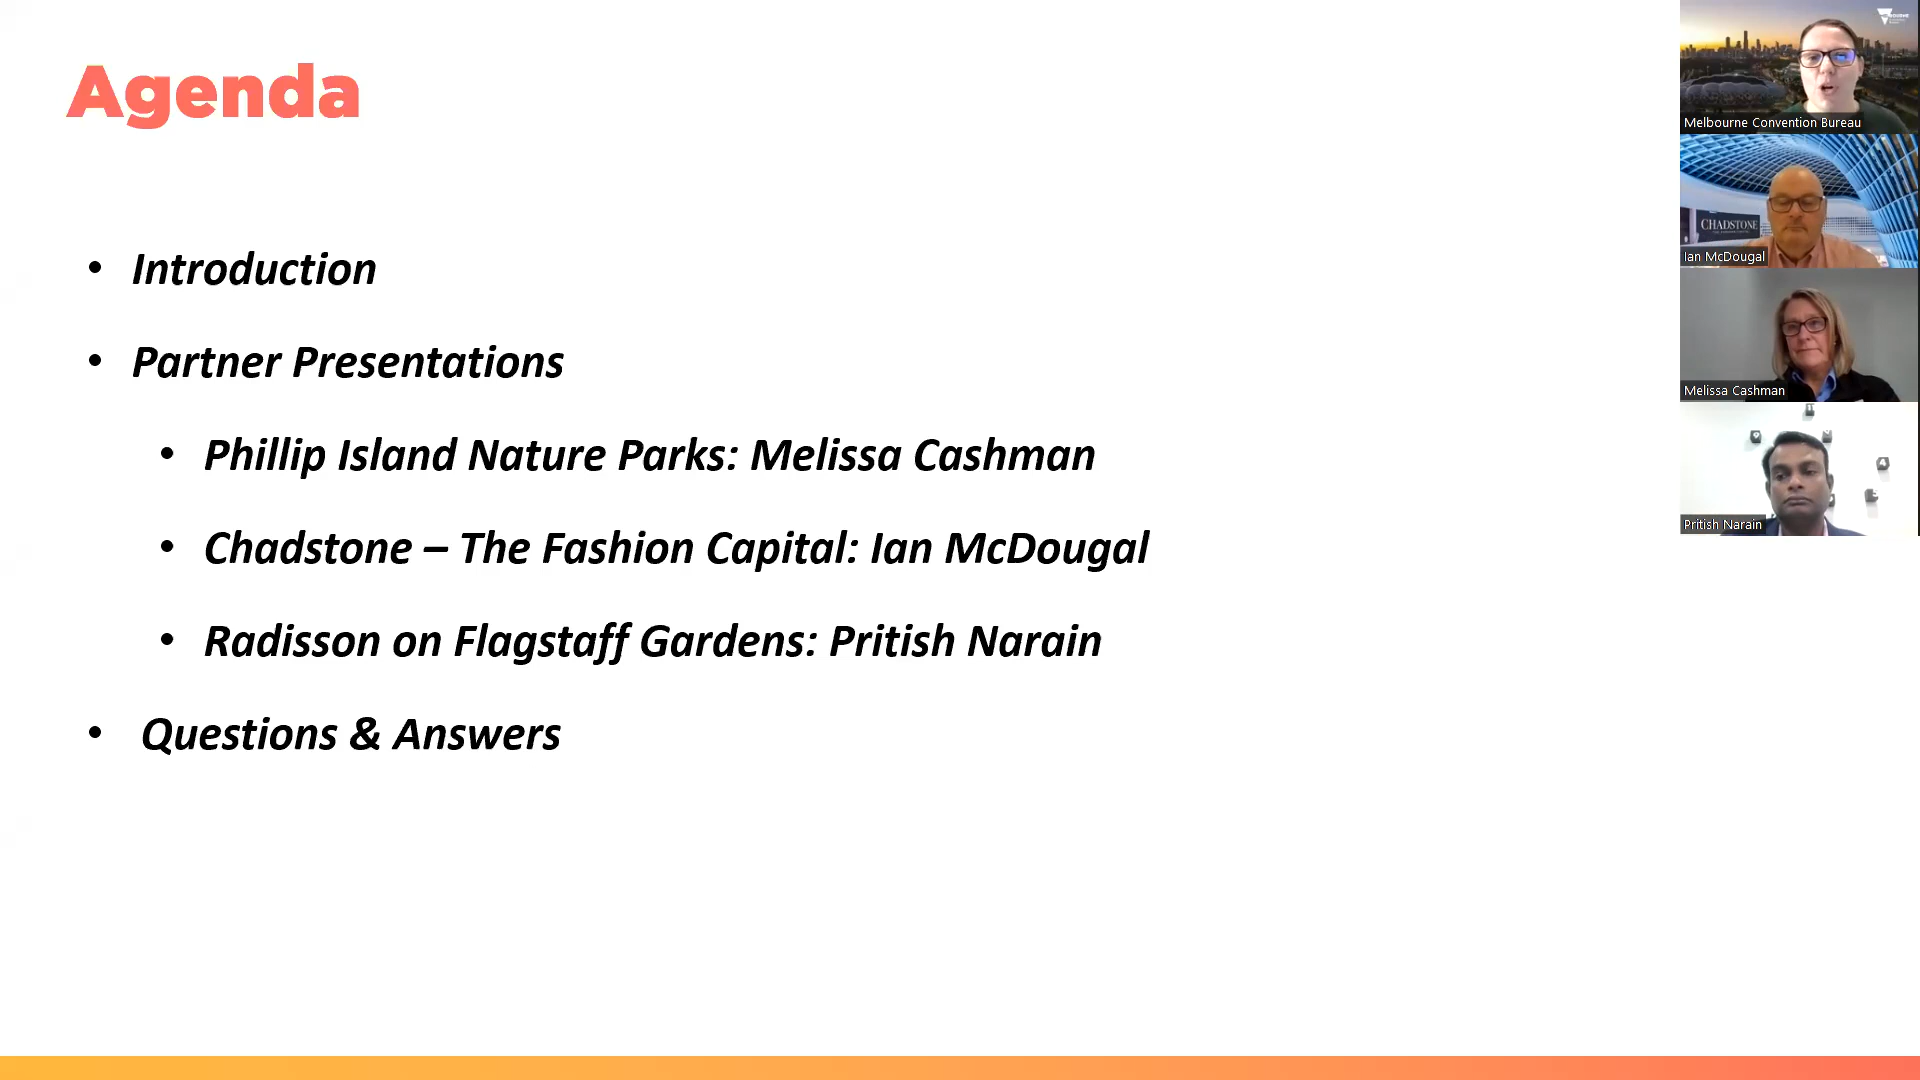 Agenda
• Introduction
• Partner Presentations
• Phillip Island Nature Parks: Melissa Cashman
• Chadstone – The Fashion Capital: Ian McDougal
• Radisson on Flagstaff Gardens: Pritish Narain
• Questions & Answers
Melbourne Convention Bureau
CHADSTONE
Ian McDougal
Melissa Cashman
Pritish Narain